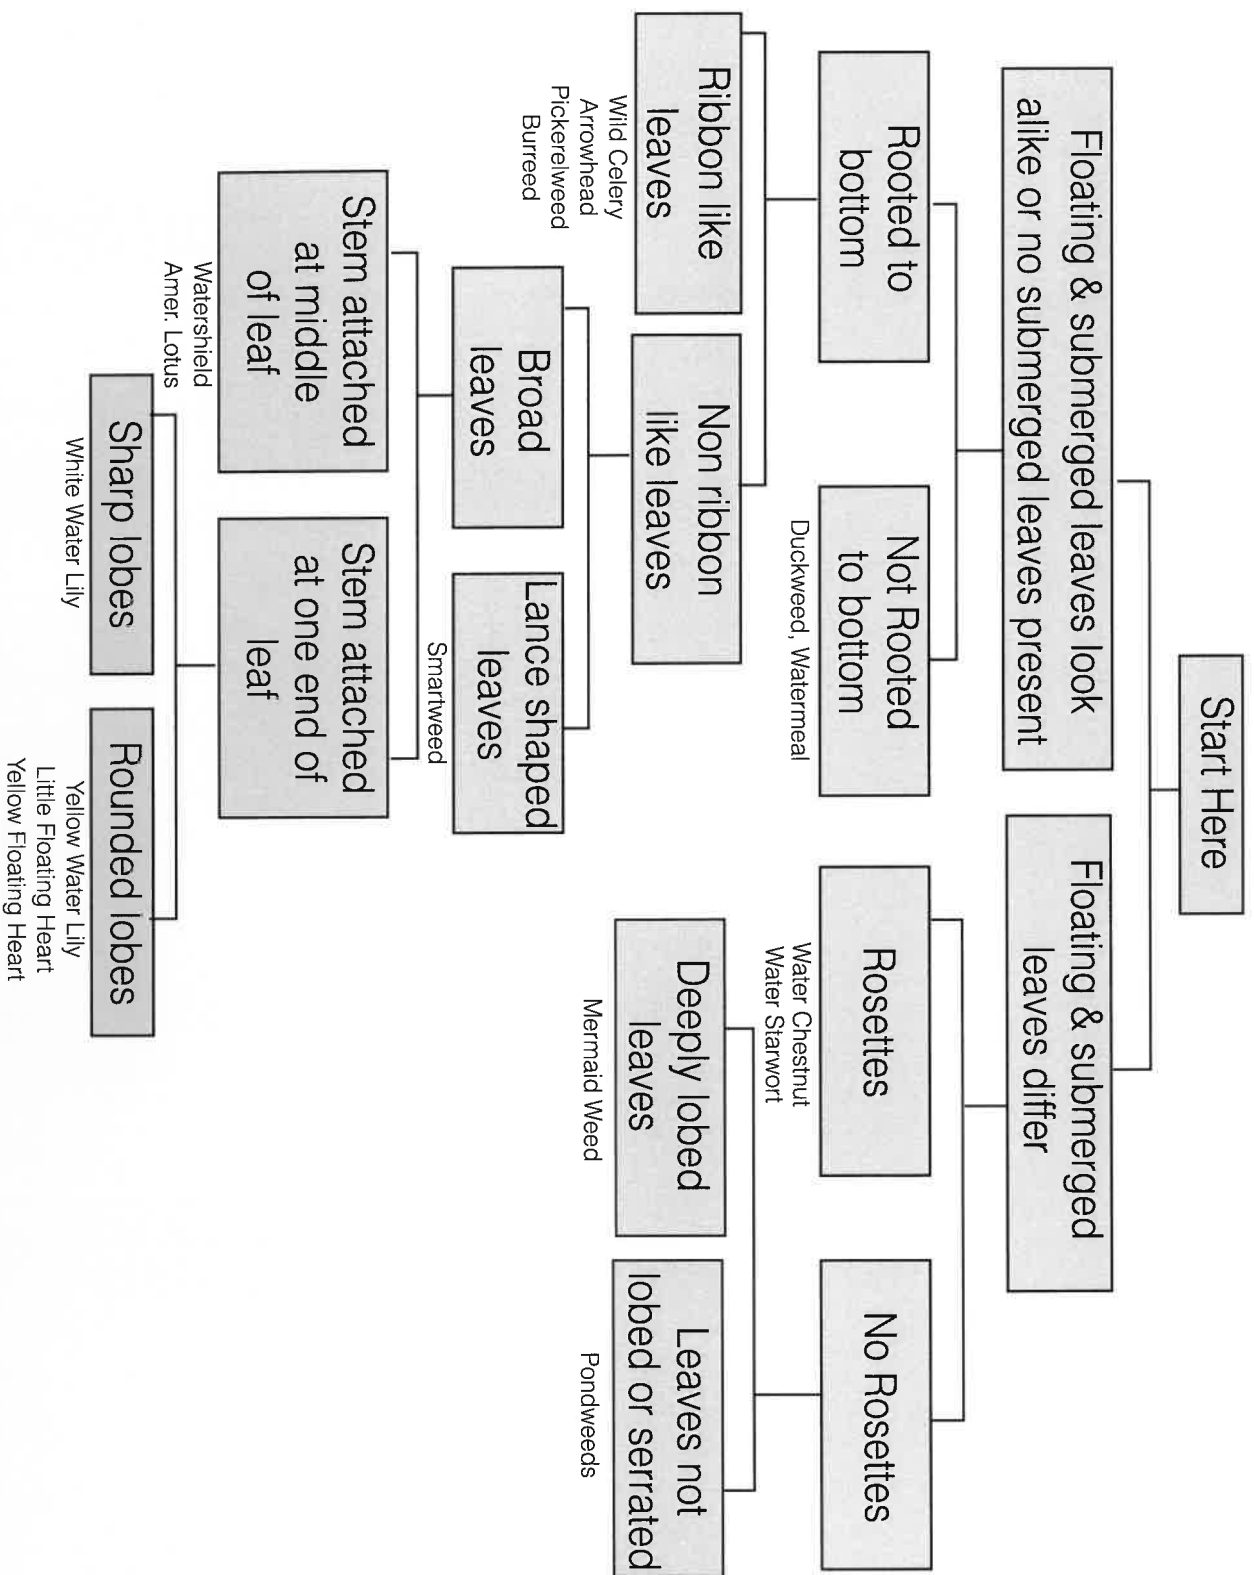 Start Here
Floating & submerged leaves look
alike or no submerged leaves present
Floating & submerged
leaves differ
Rooted to
bottom
Not Rooted
to bottom
Duckweed, Watermeal
Rosettes
Water Chestnut
Water Starwort
No Rosettes
Ribbon like
leaves
Wild Celery
Arrowhead
Pickerelweed
Burreed
Non ribbon
like leaves
Deeply lobed
leaves
Mermaid Weed
Leaves not
lobed or serrated
Pondweeds
Broad
leaves
Lance shaped
leaves
Smartweed
Stem attached
at middle
of leaf
Watershield
Amer. Lotus
Stem attached
at one end of
leaf
Sharp lobes
White Water Lily
Rounded lobes
Yellow Water Lily
Little Floating Heart
Yellow Floating Heart